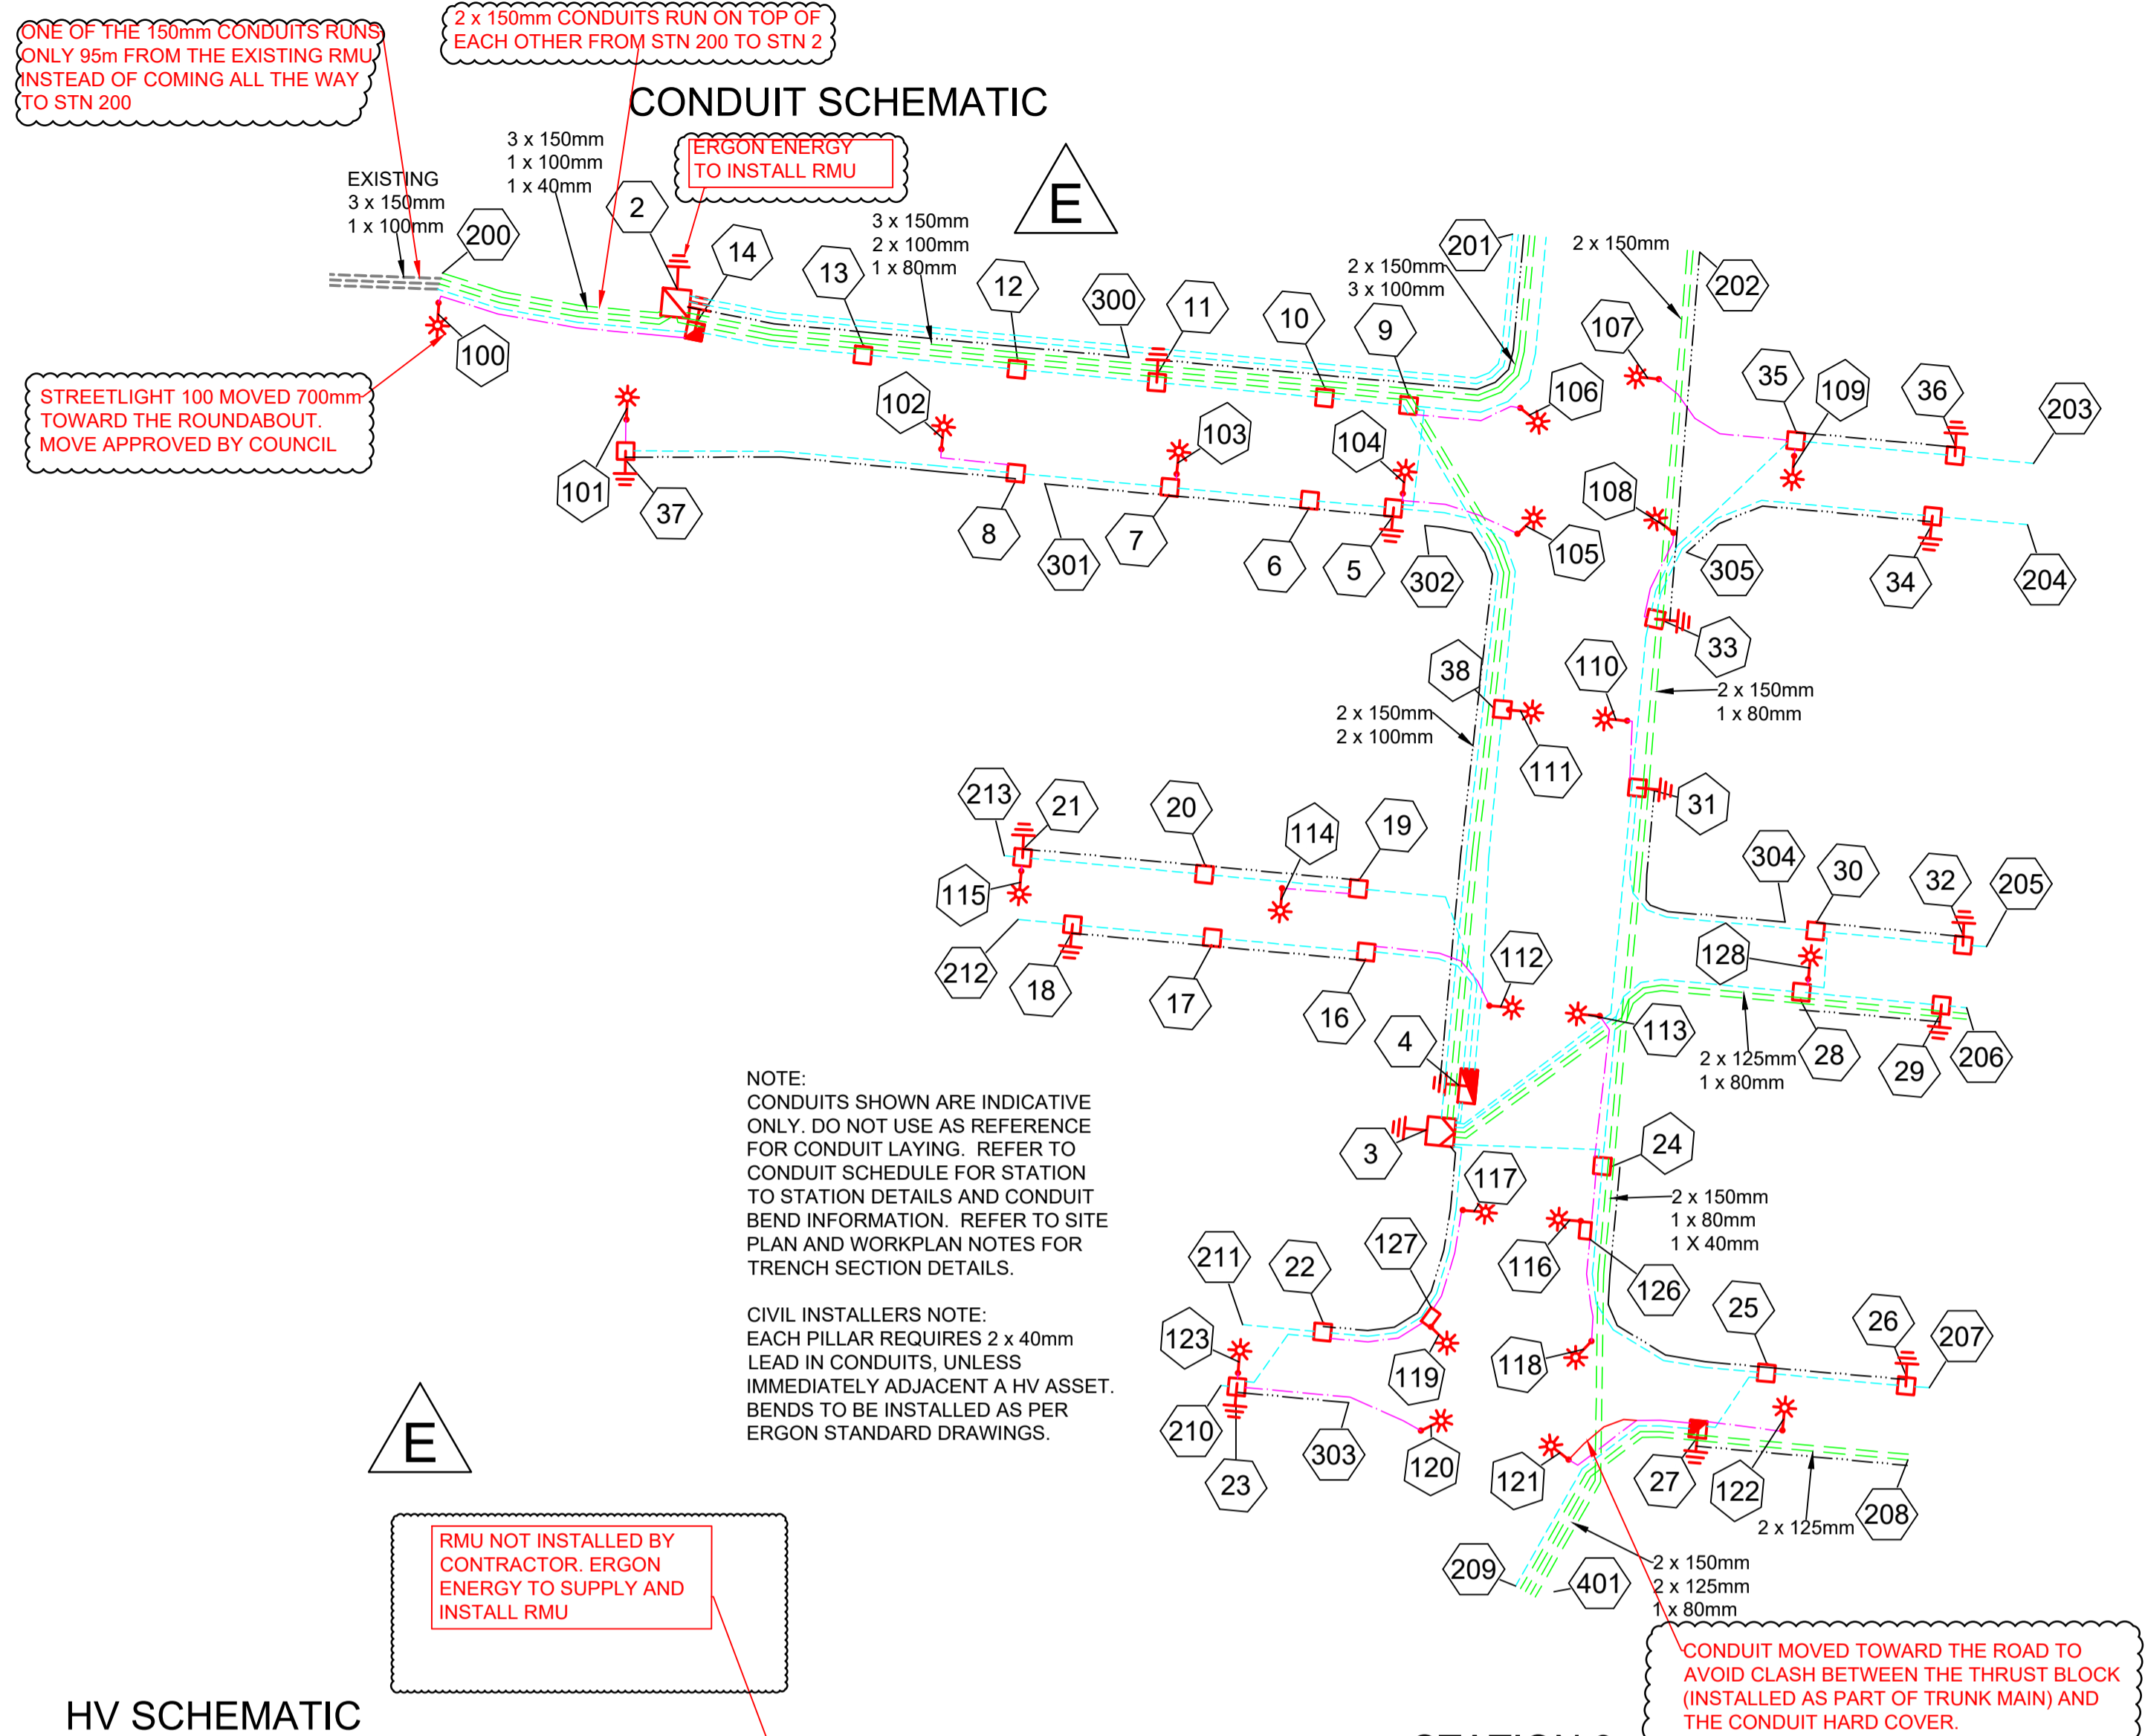 ONE OF THE 150mm CONDUITS RUNS
ONLY 95m FROM THE EXISTING RMU
INSTEAD OF COMING ALL THE WAY
TO STN 200
2 x 150mm CONDUITS RUN ON TOP OF
EACH OTHER FROM STN 200 TO STN 2
CONDUIT SCHEMATIC
3 x 150mm
1 x 100mm
1 x 40mm
ERGON ENERGY
TO INSTALL RMU
E
EXISTING
3 x 150mm
1 x 100mm
200
2
14
13
3 x 150mm
2 x 100mm
1 x 80mm
12
300
11
10
9
2 x 150mm
3 x 100mm
201
2 x 150mm
202
100
STREETLIGHT 100 MOVED 700mm
TOWARD THE ROUNDABOUT.
MOVE APPROVED BY COUNCIL
107
106
35
109
36
203
102
103
104
101
37
8
301
7
6
5
302
105
108
305
34
204
33
38
110
2 x 150mm
1 x 80mm
2 x 150mm
2 x 100mm
111
31
213
21
20
114
19
304
30
32
205
115
128
212
18
17
16
112
4
113
2 x 125mm
1 x 80mm
28
29
206
NOTE:
CONDUITS SHOWN ARE INDICATIVE
ONLY. DO NOT USE AS REFERENCE
FOR CONDUIT LAYING. REFER TO
CONDUIT SCHEDULE FOR STATION
TO STATION DETAILS AND CONDUIT
BEND INFORMATION. REFER TO SITE
PLAN AND WORKPLAN NOTES FOR
TRENCH SECTION DETAILS.
3
24
117
2 x 150mm
1 x 80mm
1 X 40mm
211
22
127
116
126
25
26
207
CIVIL INSTALLERS NOTE:
EACH PILLAR REQUIRES 2 x 40mm
LEAD IN CONDUITS, UNLESS
IMMEDIATELY ADJACENT A HV ASSET.
BENDS TO BE INSTALLED AS PER
ERGON STANDARD DRAWINGS.
123
119
118
210
23
303
120
121
27
122
208
2 x 125mm
E
209
401
2 x 150mm
2 x 125mm
1 x 80mm
RMU NOT INSTALLED BY
CONTRACTOR. ERGON
ENERGY TO SUPPLY AND
INSTALL RMU
CONDUIT MOVED TOWARD THE ROAD TO
AVOID CLASH BETWEEN THE THRUST BLOCK
(INSTALLED AS PART OF TRUNK MAIN) AND
THE CONDUIT HARD COVER.
HV SCHEMATIC